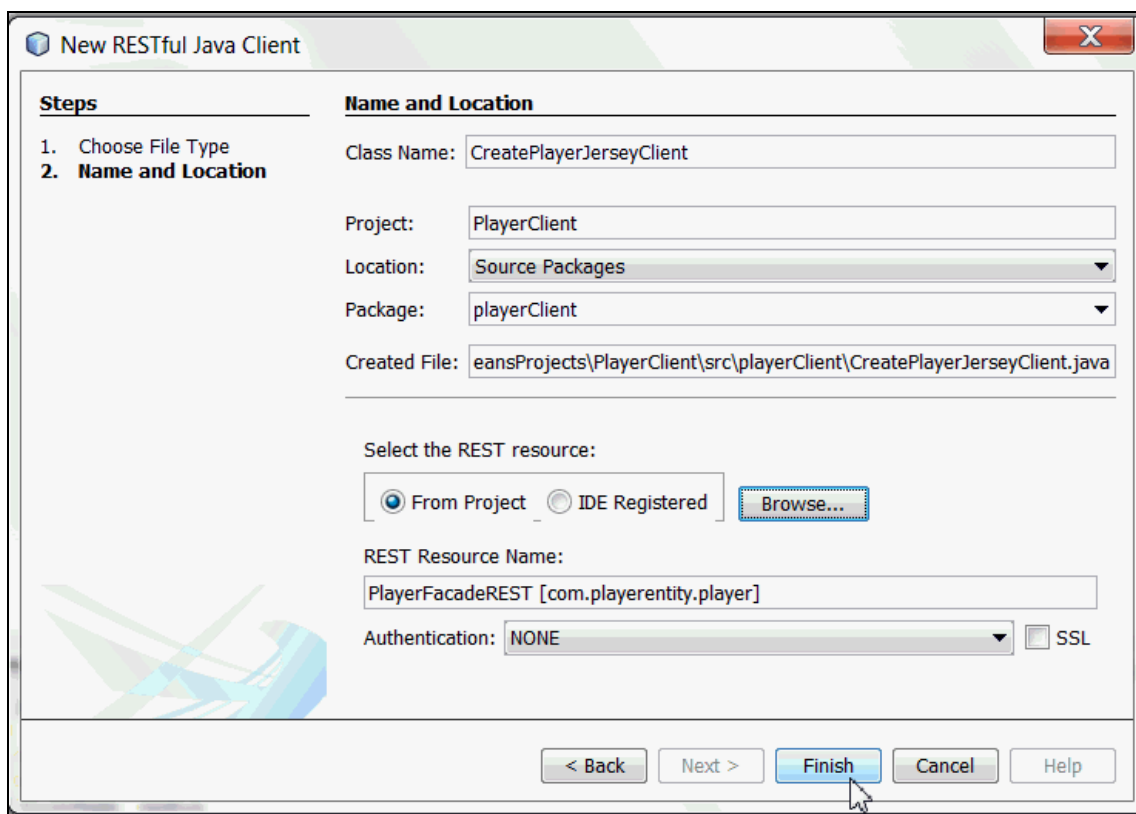 New RESTful Java Client
X
Steps
1. Choose File Type
2. Name and Location
Name and Location
Class Name: CreatePlayerJerseyClient
Project: PlayerClient
Location: Source Packages
Package: playerClient
Created File: eansProjects\PlayerClient\src\playerClient\CreatePlayerJerseyClient.java
Select the REST resource:
From Project IDE Registered Browse...
REST Resource Name:
PlayerFacadeREST [com.playerentity.player]
Authentication: NONE SSL
< Back Next > Finish Cancel Help